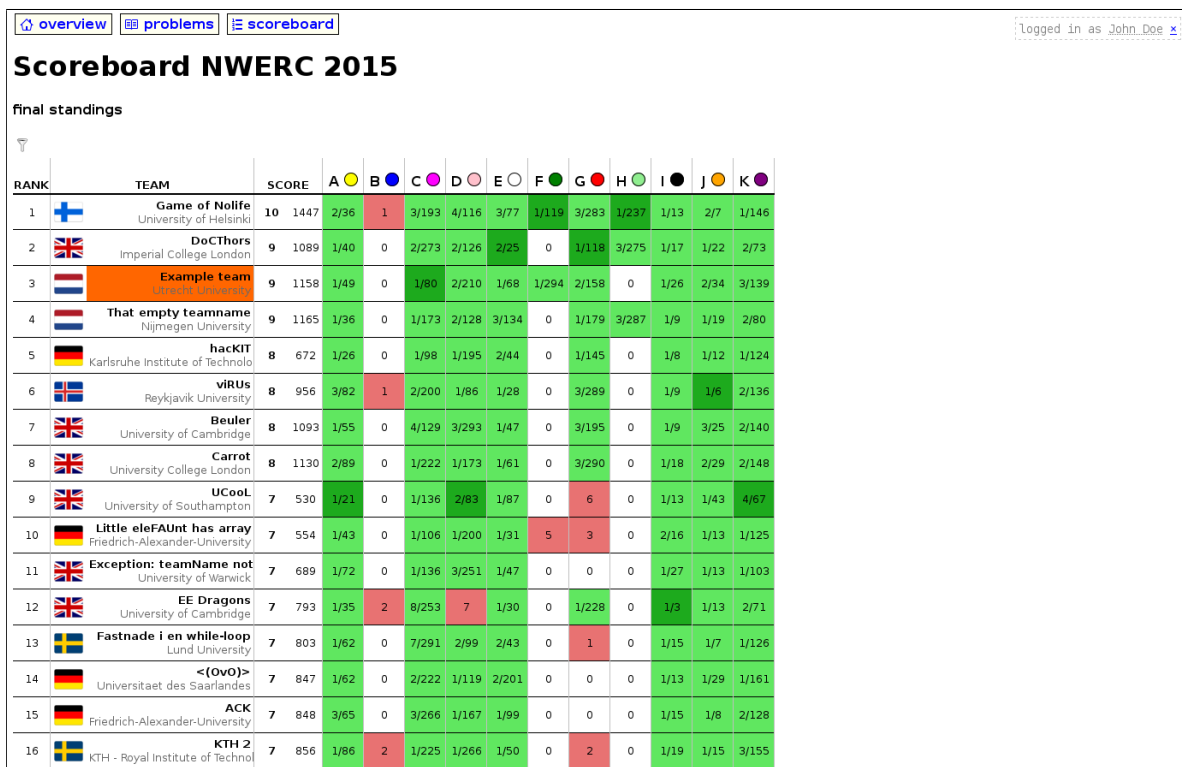 overview problems scoreboard logged in as John Doe ×
Scoreboard NWERC 2015
final standings
RANK TEAM SCORE A B C D E F G H I J K
1 Game of Nolife 10 1447 2/36 1 3/193 4/116 3/77 1/119 3/283 1/237 1/13 2/7 1/146
University of Helsinki
2 DoCThors 9 1089 1/40 0 2/273 2/126 2/25 0 1/118 3/275 1/17 1/22 2/73
Imperial College London
3 Example team 9 1158 1/49 0 1/80 2/210 1/68 1/294 2/158 0 1/26 2/34 3/139
Utrecht University
4 That empty teamname 9 1165 1/36 0 1/173 2/128 3/134 0 1/179 3/287 1/9 1/19 2/80
Nijmegen University
5 hacKIT 8 672 1/26 0 1/98 1/195 2/44 0 1/145 0 1/8 1/12 1/124
Karlsruhe Institute of Technolo
6 viRUs 8 956 3/82 1 2/200 1/86 1/28 0 3/289 0 1/9 1/6 2/136
Reykjavik University
7 Beuler 8 1093 1/55 0 4/129 3/293 1/47 0 3/195 0 1/9 3/25 2/140
University of Cambridge
8 Carrot 8 1130 2/89 0 1/222 1/173 1/61 0 3/290 0 1/18 2/29 2/148
University College London
9 UCooL 7 530 1/21 0 1/136 2/83 1/87 0 6 0 1/13 1/43 4/67
University of Southampton
10 Little eleFAUnt has array 7 554 1/43 0 1/106 1/200 1/31 5 3 0 2/16 1/13 1/125
Friedrich-Alexander-University
11 Exception: teamName not 7 689 1/72 0 1/136 3/251 1/47 0 0 0 1/27 1/13 1/103
University of Warwick
12 EE Dragons 7 793 1/35 2 8/253 7 1/30 0 1/228 0 1/3 1/13 2/71
University of Cambridge
13 Fastnade i en while-loop 7 803 1/62 0 7/291 2/99 2/43 0 1 0 1/15 1/7 1/126
Lund University
14 <(OvO)> 7 847 1/62 0 2/222 1/119 2/201 0 0 0 1/13 1/29 1/161
Universitaet des Saarlandes
15 ACK 7 848 3/65 0 3/266 1/167 1/99 0 0 0 1/15 1/8 2/128
Friedrich-Alexander-University
16 KTH 2 7 856 1/86 2 1/225 1/266 1/50 0 2 0 1/19 1/15 3/155
KTH - Royal Institute of Technol